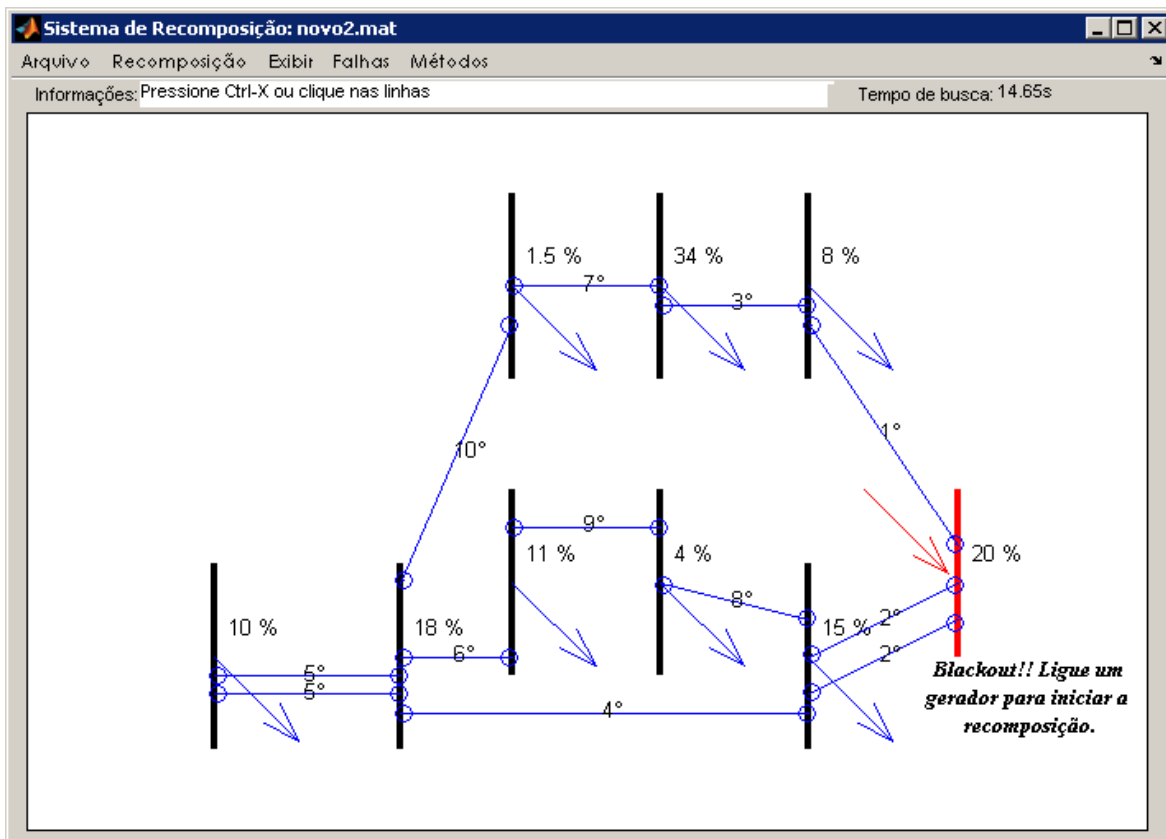 Sistema de Recomposição: novo2.mat
Arquivo Recomposição Exibir Falhas Métodos
Informações: Pressione Ctrl-X ou clique nas linhas Tempo de busca: 14.65s
1.5 % 34 % 8 %
7°
3°
1°
10°
9°
11 % 4 % 20 %
8°
2°
10 % 18 % 15 %
6°
2°
5°
5°
4°
Blackout!! Ligue um
gerador para iniciar a
recomposição.